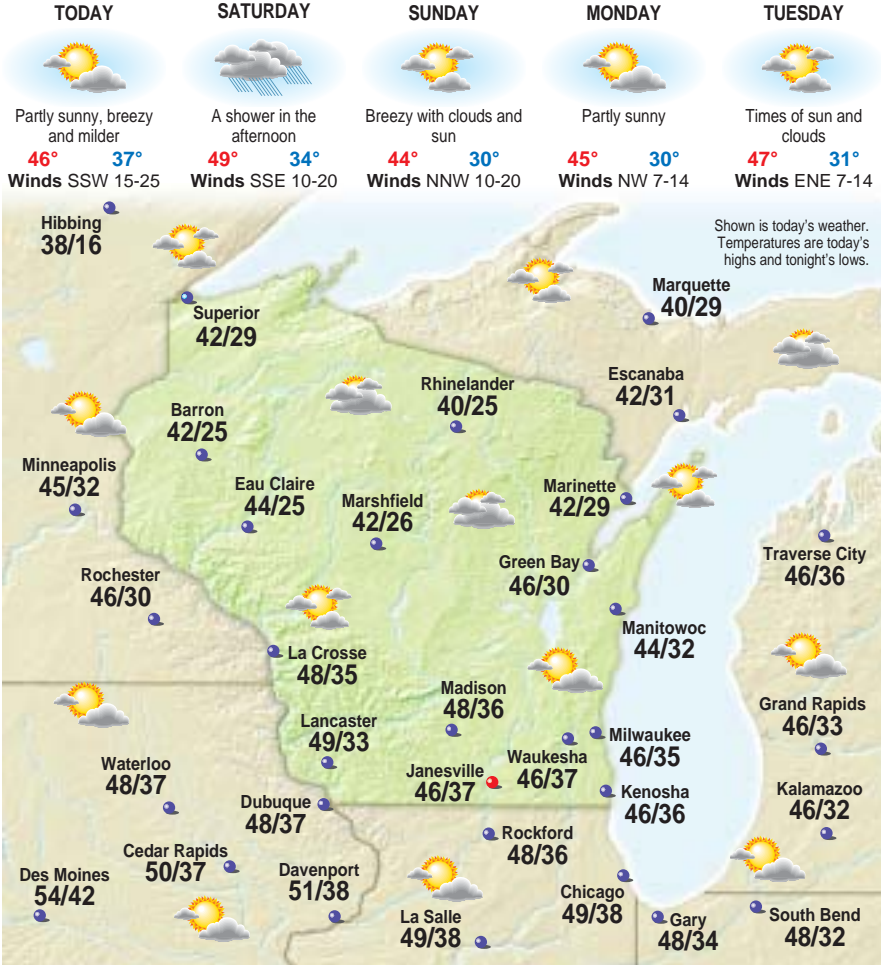 TODAY
Partly sunny, breezy
and milder
46° 37°
Winds SSW 15-25
SATURDAY
A shower in the
afternoon
49° 34°
Winds SSE 10-20
SUNDAY
Breezy with clouds and
sun
44° 30°
Winds NNW 10-20
MONDAY
Partly sunny
45° 30°
Winds NW 7-14
TUESDAY
Times of sun and
clouds
47° 31°
Winds ENE 7-14
Shown is today's weather.
Temperatures are today's
highs and tonight's lows.
Hibbing
38/16
Superior
42/29
Marquette
40/29
Escanaba
42/31
Rhinelander
40/25
Barron
42/25
Minneapolis
45/32
Eau Claire
44/25
Marshfield
42/26
Marinette
42/29
Green Bay
46/30
Traverse City
46/36
Rochester
46/30
Manitowoc
44/32
La Crosse
48/35
Madison
48/36
Grand Rapids
46/33
Lancaster
49/33
Milwaukee
46/35
Waukesha
46/37
Janesville
46/37
Waterloo
48/37
Kenosha
46/36
Kalamazoo
46/32
Dubuque
48/37
Rockford
48/36
Cedar Rapids
50/37
Davenport
51/38
Des Moines
54/42
Chicago
49/38
La Salle
49/38
Gary
48/34
South Bend
48/32